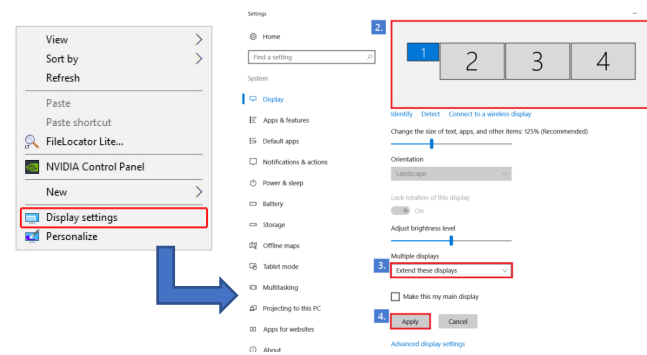 View
Sort by
Refresh
Paste
Paste shortcut
FileLocator Lite...
NVIDIA Control Panel
New
Display settings
Personalize
Settings
Home
Find a setting
System
Display
Apps & features
Default apps
Notifications & actions
Power & sleep
Battery
Storage
Offline maps
Tablet mode
Multitasking
Projecting to this PC
Apps for websites
About
2.
1 2 3 4
Identify Detect Connect to a wireless display
Change the size of text, apps, and other items: 125% (Recommended)
Orientation
Landscape
Lock rotation of this display
On
Adjust brightness level
Multiple displays
3. Extend these displays
Make this my main display
4. Apply Cancel
Advanced display settings